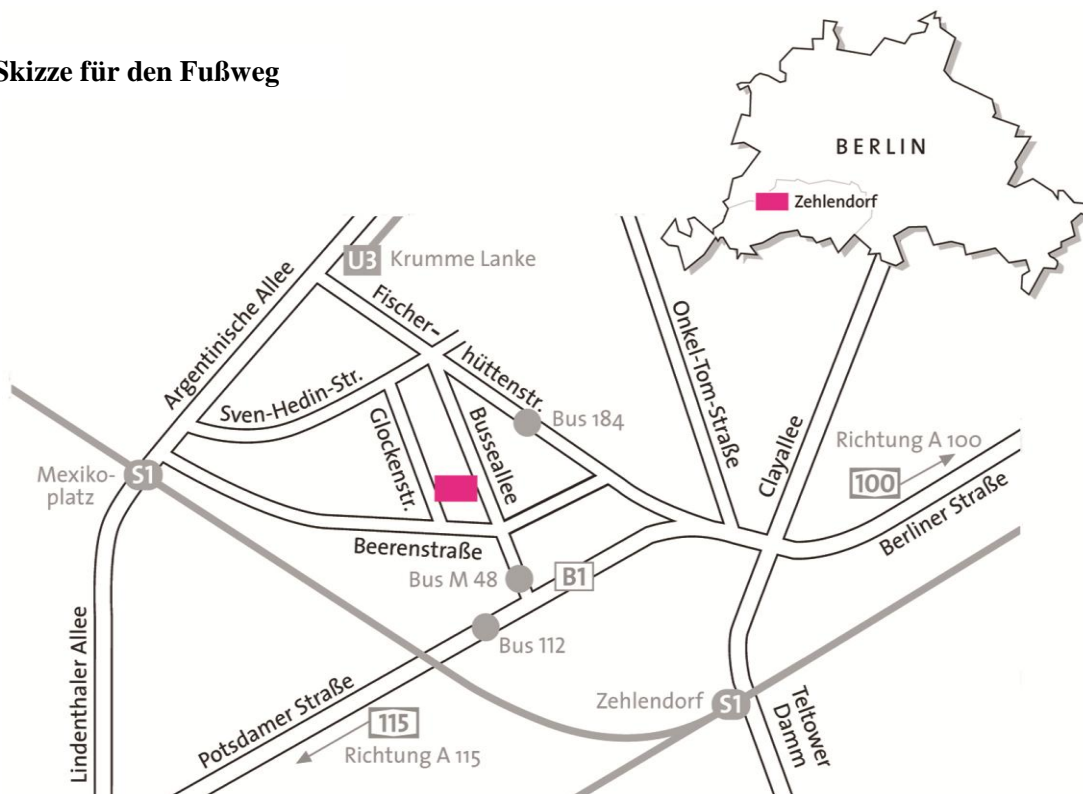 Skizze für den Fußweg
BERLIN
Zehlendorf
U3 Krumme Lanke
Argentinische Allee
Fischer-
hüttenstr.
Onkel-Tom-Straße
Sven-Hedin-Str.
Glockenstr.
Busseallee
Bus 184
Clayallee
Richtung A 100
100
Berliner Straße
Mexiko-
platz
S1
Beerenstraße
Bus M 48
B1
Bus 112
Lindenthaler Allee
Potsdamer Straße
115
Richtung A 115
Zehlendorf S1
Teltower
Damm